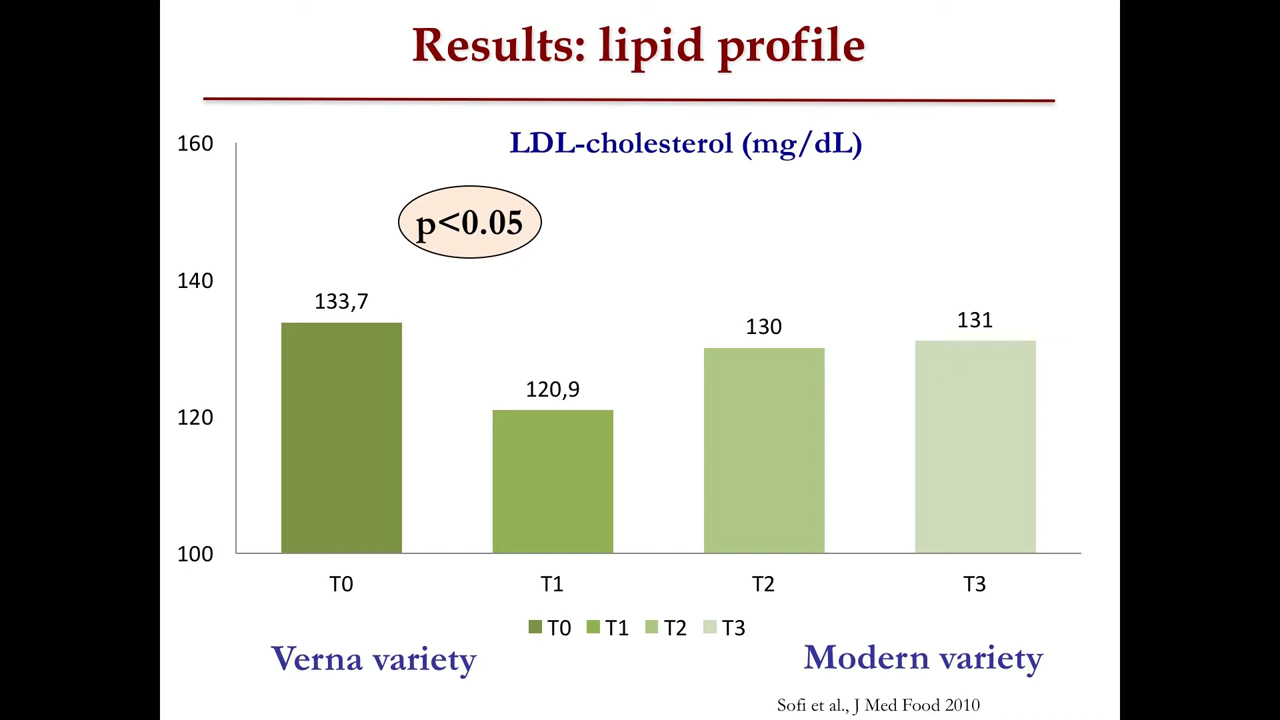 Results: lipid profile
LDL-cholesterol (mg/dL)
160
140
120
100
p<0.05
133,7
120,9
130
131
T0 T1 T2 T3
T0 T1 T2 T3
Verna variety
Modern variety
Sofi et al., J Med Food 2010